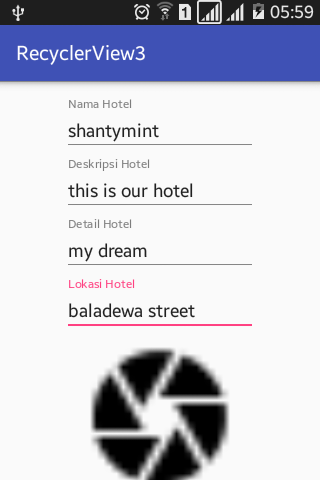 1 05:59
RecyclerView3
Nama Hotel
shantymint
Deskripsi Hotel
this is our hotel
Detail Hotel
my dream
Lokasi Hotel
baladewa street